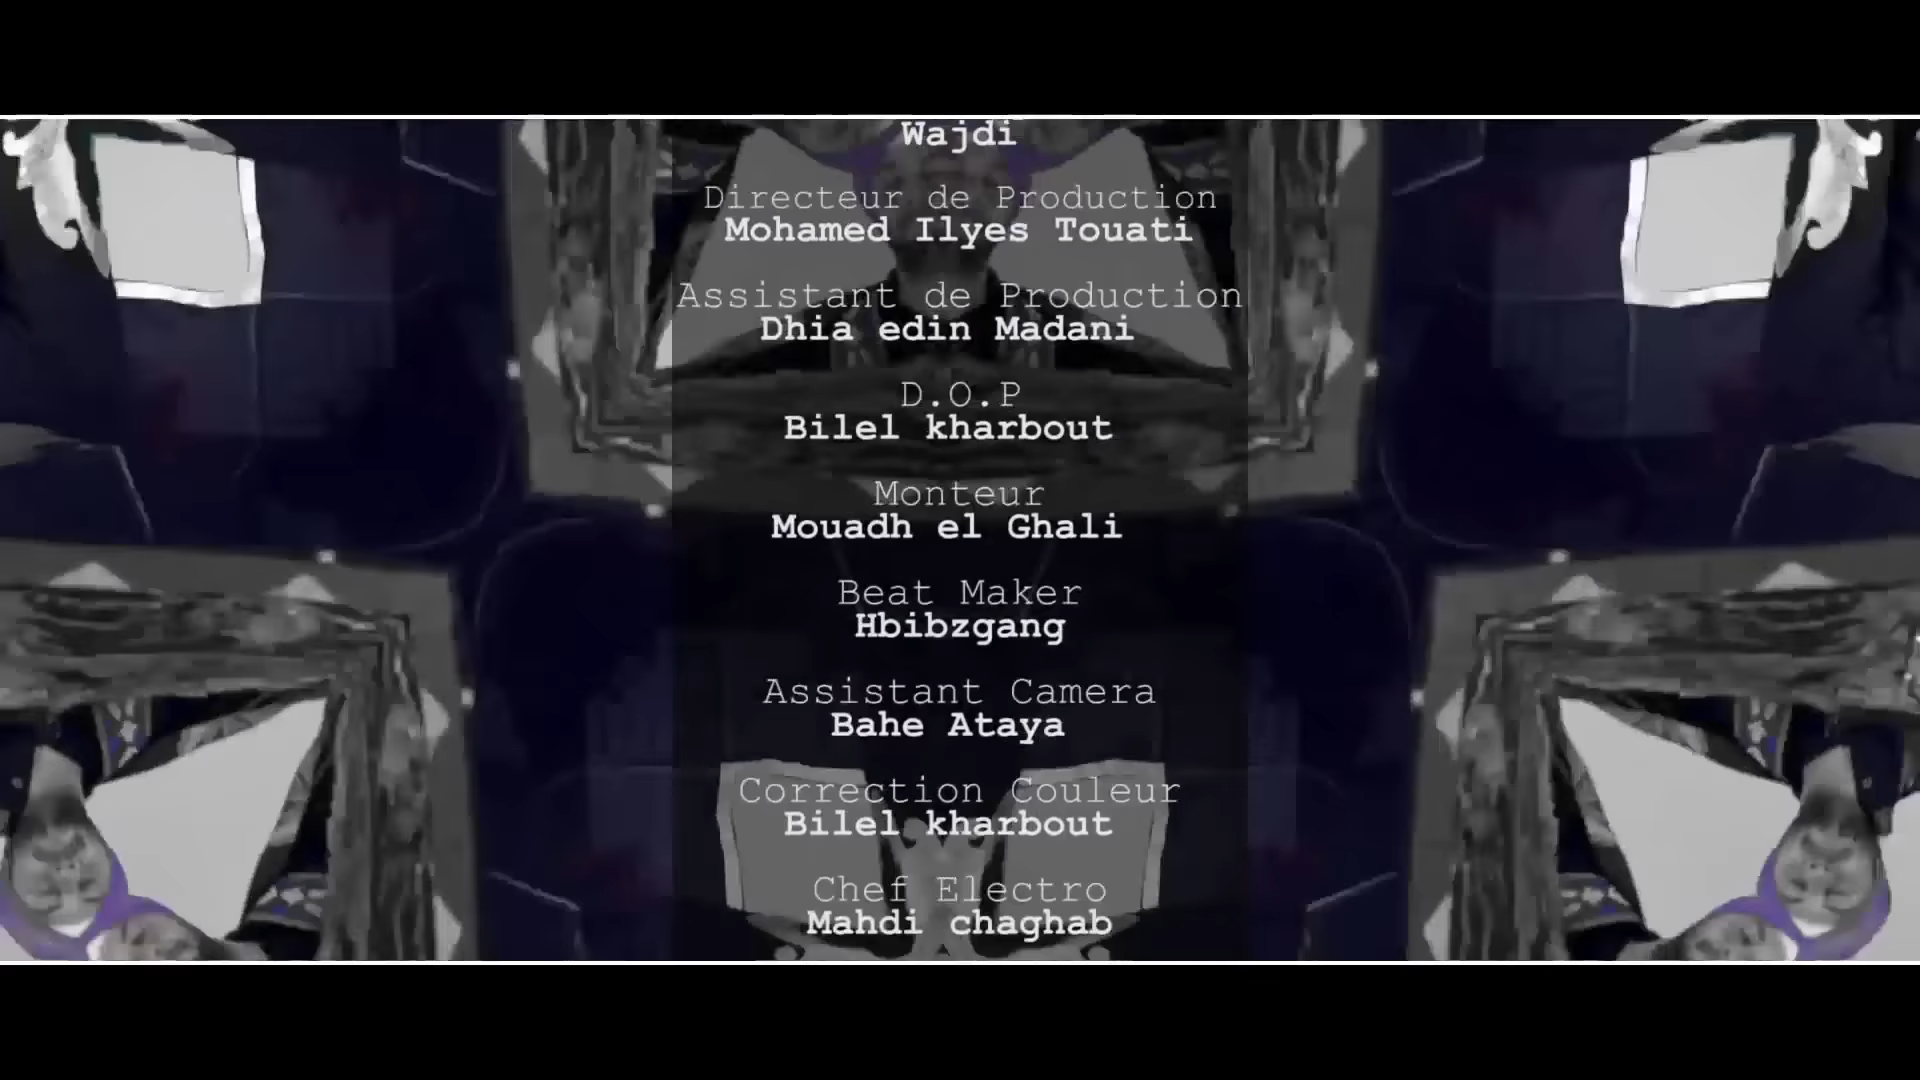 Wajdi
Directeur de Production
Mohamed Ilyes Touati
Assistant de Production
Dhia edin Madani
D.O.P
Bilel kharbout
Monteur
Mouadh el Ghali
Beat Maker
Hbibzgang
Assistant Camera
Bahe Ataya
Correction Couleur
Bilel kharbout
Chef Electro
Mahdi chaghab